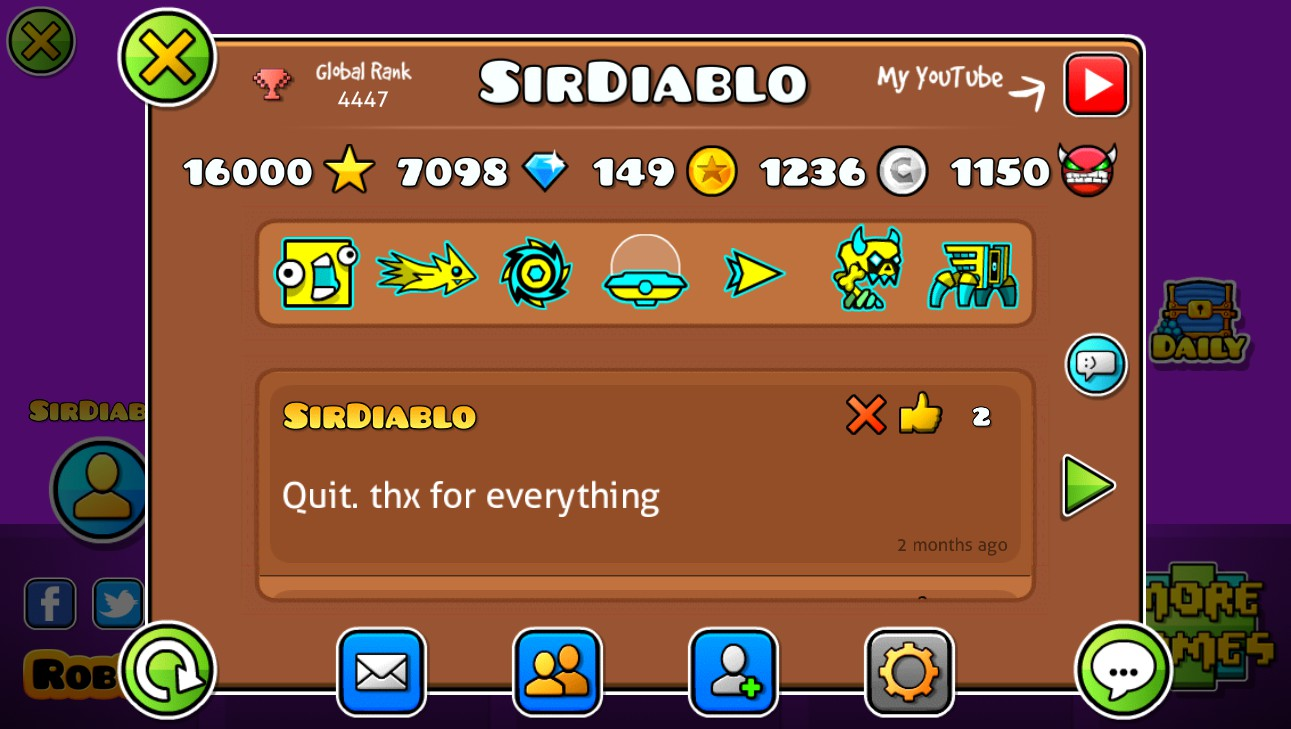 Global Rank
4447
SirDiablo
My YouTube
16000 7098 149 1236 1150
SirDiablo
2
Quit. thx for everything
2 months ago
SirDiab
Daily
Rob